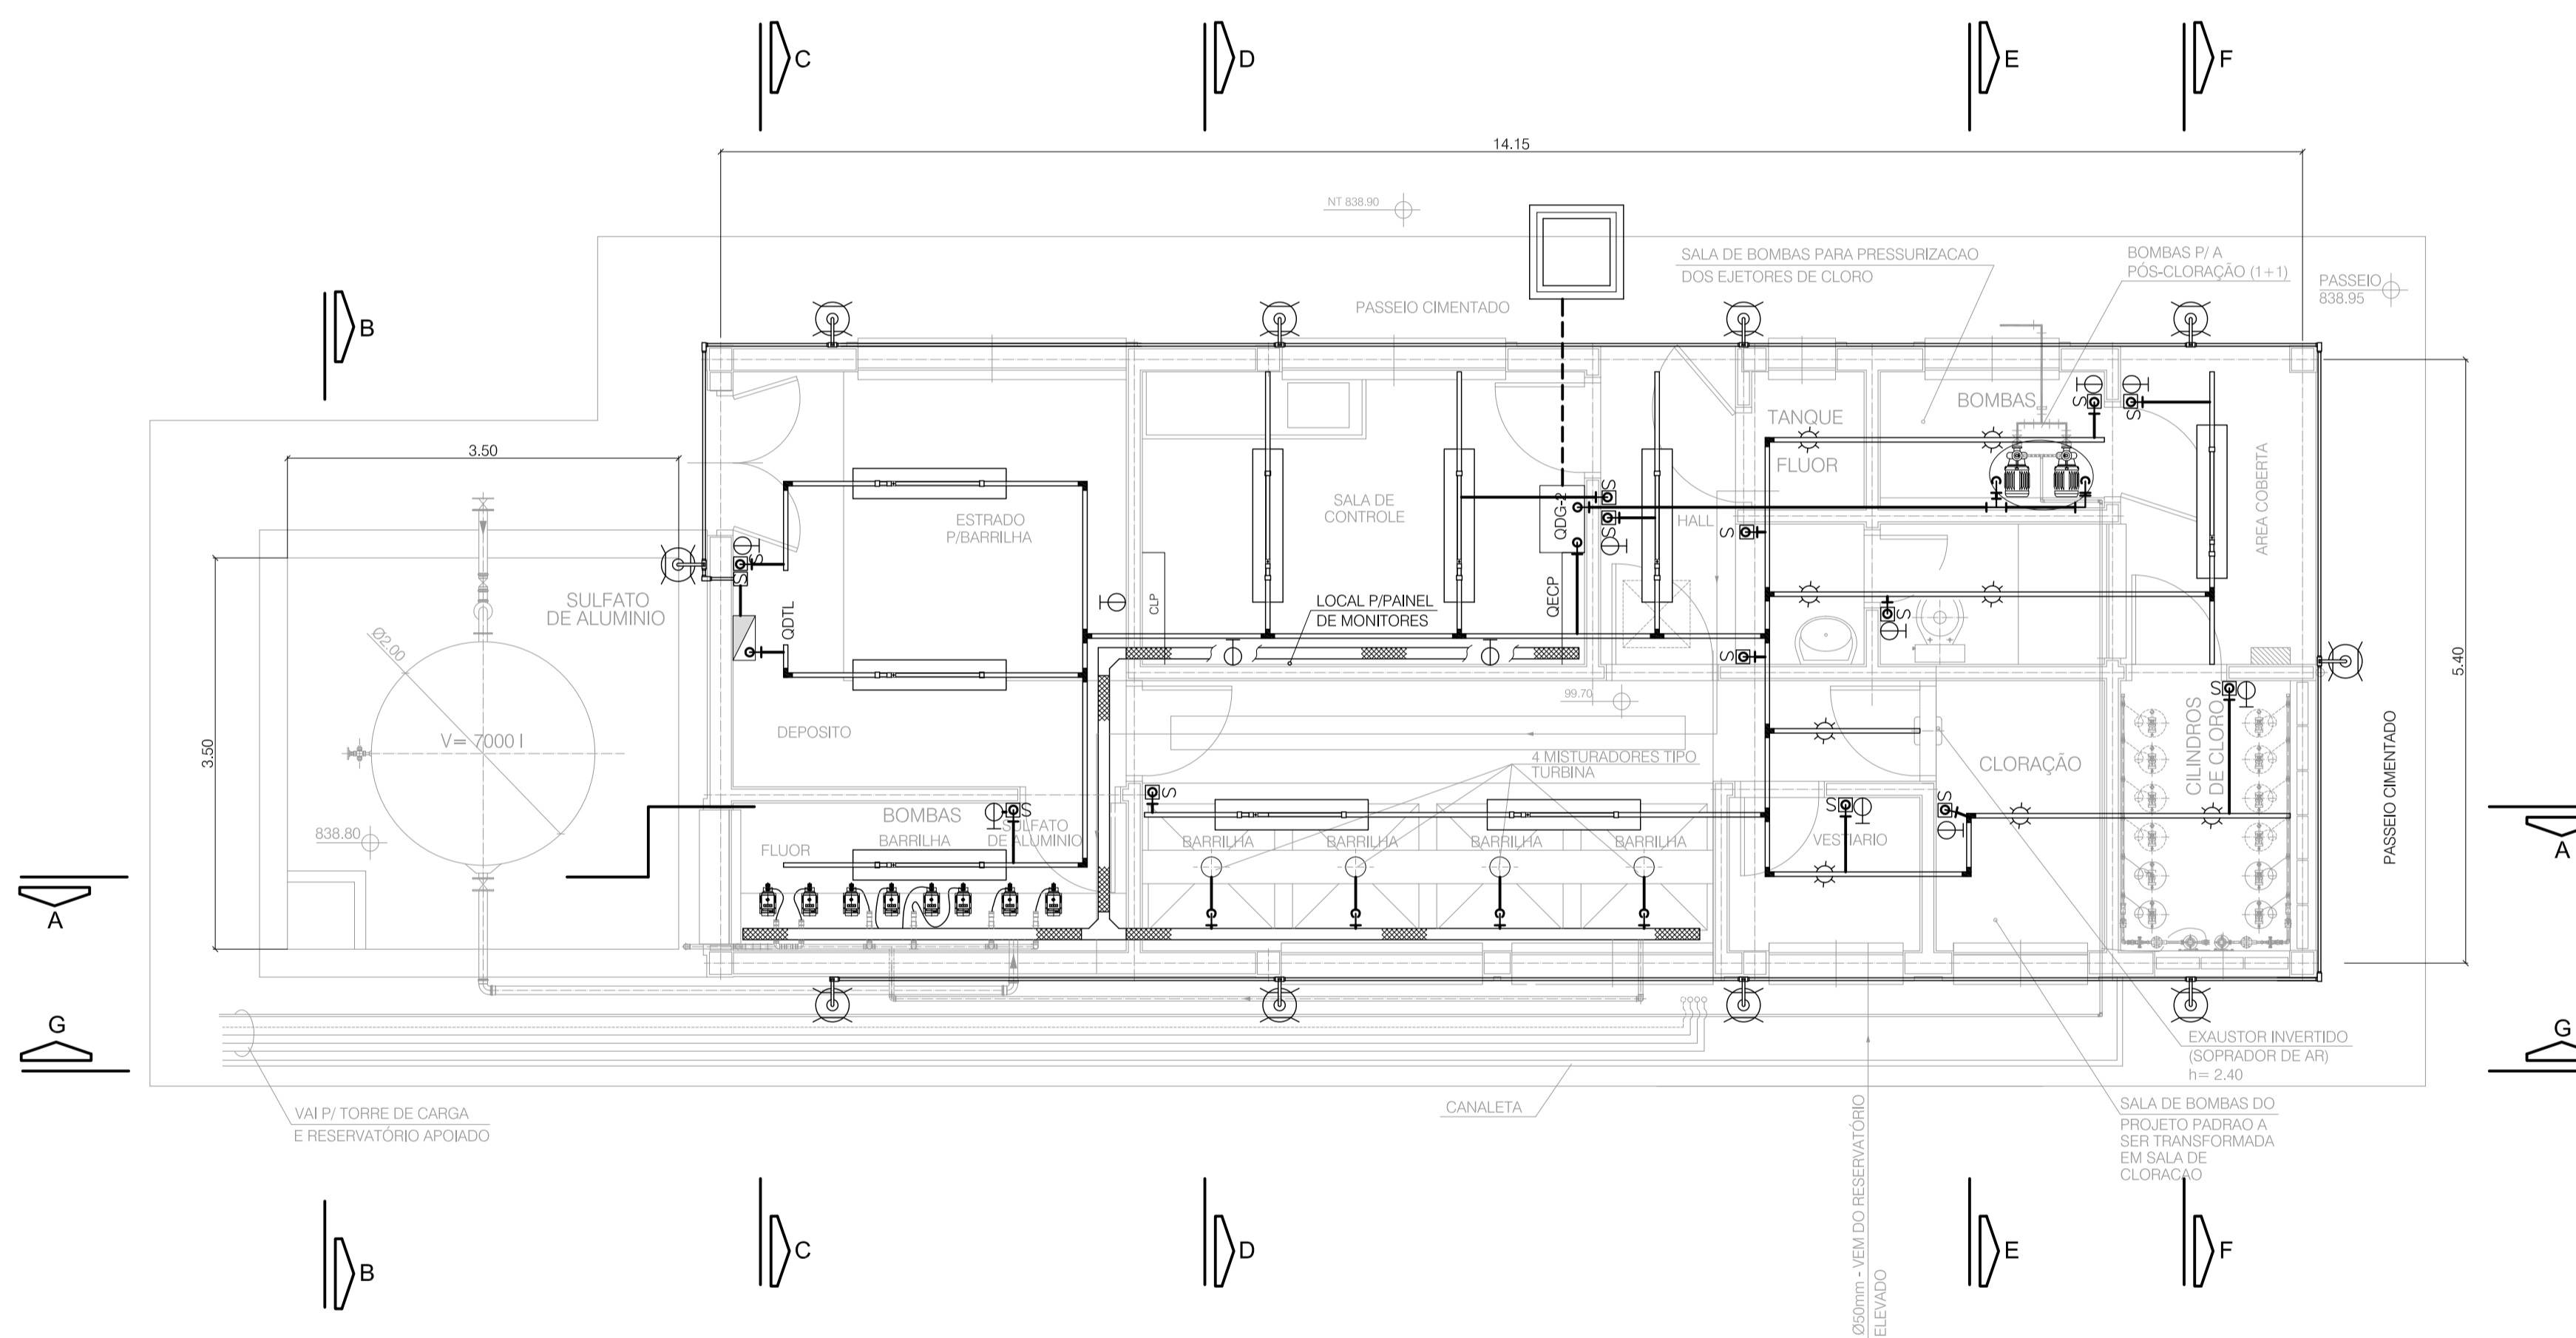 C
D
E
F
14.15
NT 838.90
SALA DE BOMBAS PARA PRESSURIZACAO
DOS EJETORES DE CLORO
BOMBAS P/ A
PÓS-CLORAÇÃO (1+1)
PASSEIO
838.95
B
PASSEIO CIMENTADO
S
S
BOMBAS
TANQUE
FLUOR
AREA COBERTA
3.50
SALA DE
CONTROLE
QDG-2
S
S
HALL
S
ESTRADO
P/BARRILHA
S
S
SULFATO
DE ALUMINIO
QDTL
CLP
LOCAL P/PAINEL
DE MONITORES
QECP
S
S
Ø2.00
5.40
99.70
S
CILINDROS
DE CLORO
DEPOSITO
V= 7000 l
3.50
4 MISTURADORES TIPO
TURBINA
CLORAÇÃO
PASSEIO CIMENTADO
S
S
S
S
BOMBAS
838.80
SULFATO
DE ALUMINIO
FLUOR
BARRILHA
BARRILHA
BARRILHA
BARRILHA
BARRILHA
VESTIARIO
A
A
G
G
EXAUSTOR INVERTIDO
(SOPRADOR DE AR)
h= 2.40
VAI P/ TORRE DE CARGA
E RESERVATÓRIO APOIADO
CANALETA
SALA DE BOMBAS DO
PROJETO PADRAO A
SER TRANSFORMADA
EM SALA DE
CLORACAO
Ø50mm - VEM DO RESERVATÓRIO
ELEVADO
B
C
D
E
F